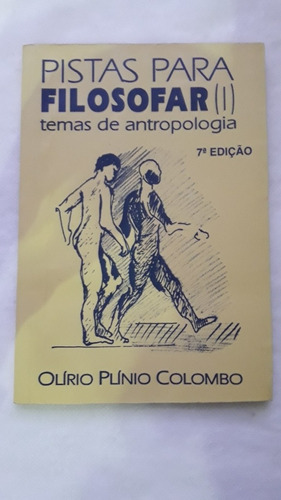 PISTAS PARA
FILOSOFAR (I)
temas de antropologia
7ª EDIÇÃO
OLÍRIO PLÍNIO COLOMBO